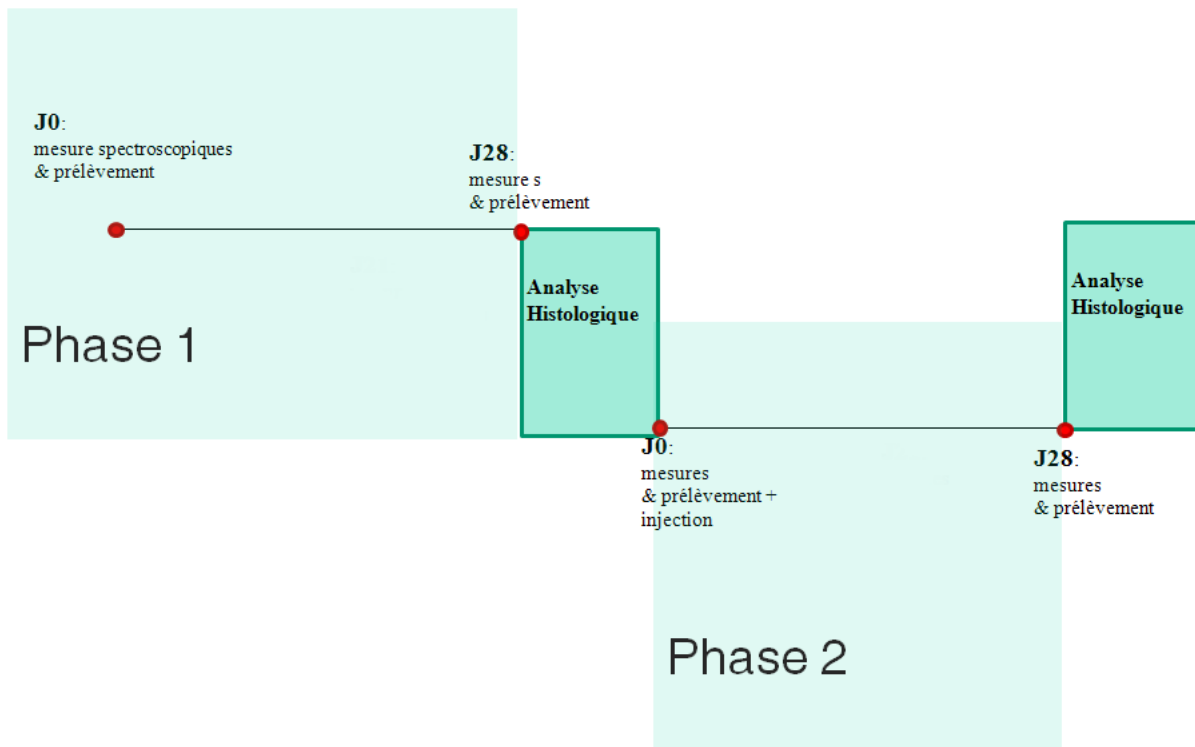 J0:
mesure spectroscopiques
& prélèvement
J28:
mesure s
& prélèvement
Analyse
Histologique
Phase 1
J0:
mesures
& prélèvement +
injection
Analyse
Histologique
J28:
mesures
& prélèvement
Phase 2